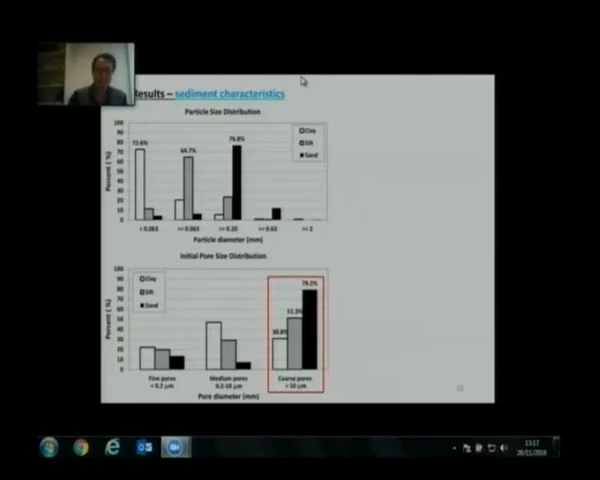 Results – sediment characteristics
Particle Size Distribution
Percent (%)
100
90
80
70
60
50
40
30
20
10
0
72.6%
64.7%
76.8%
Clay
Silt
Sand
< 0.063
>= 0.063
>= 0.20
>= 0.63
>= 2
Particle diameter (mm)
Initial Pore Size Distribution
Percent (%)
100
90
80
70
60
50
40
30
20
10
0
Clay
Silt
Sand
30.8%
51.3%
79.2%
Fine pores
< 0.2 µm
Medium pores
0.2-10 µm
Coarse pores
> 10 µm
Pore diameter (mm)
13:17
28/11/2016